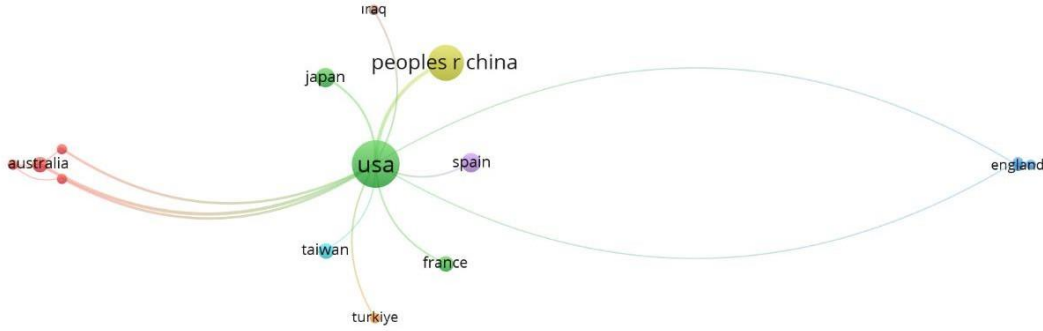 iraq
peoples r china
japan
australia
usa
spain
england
taiwan
france
turkiye